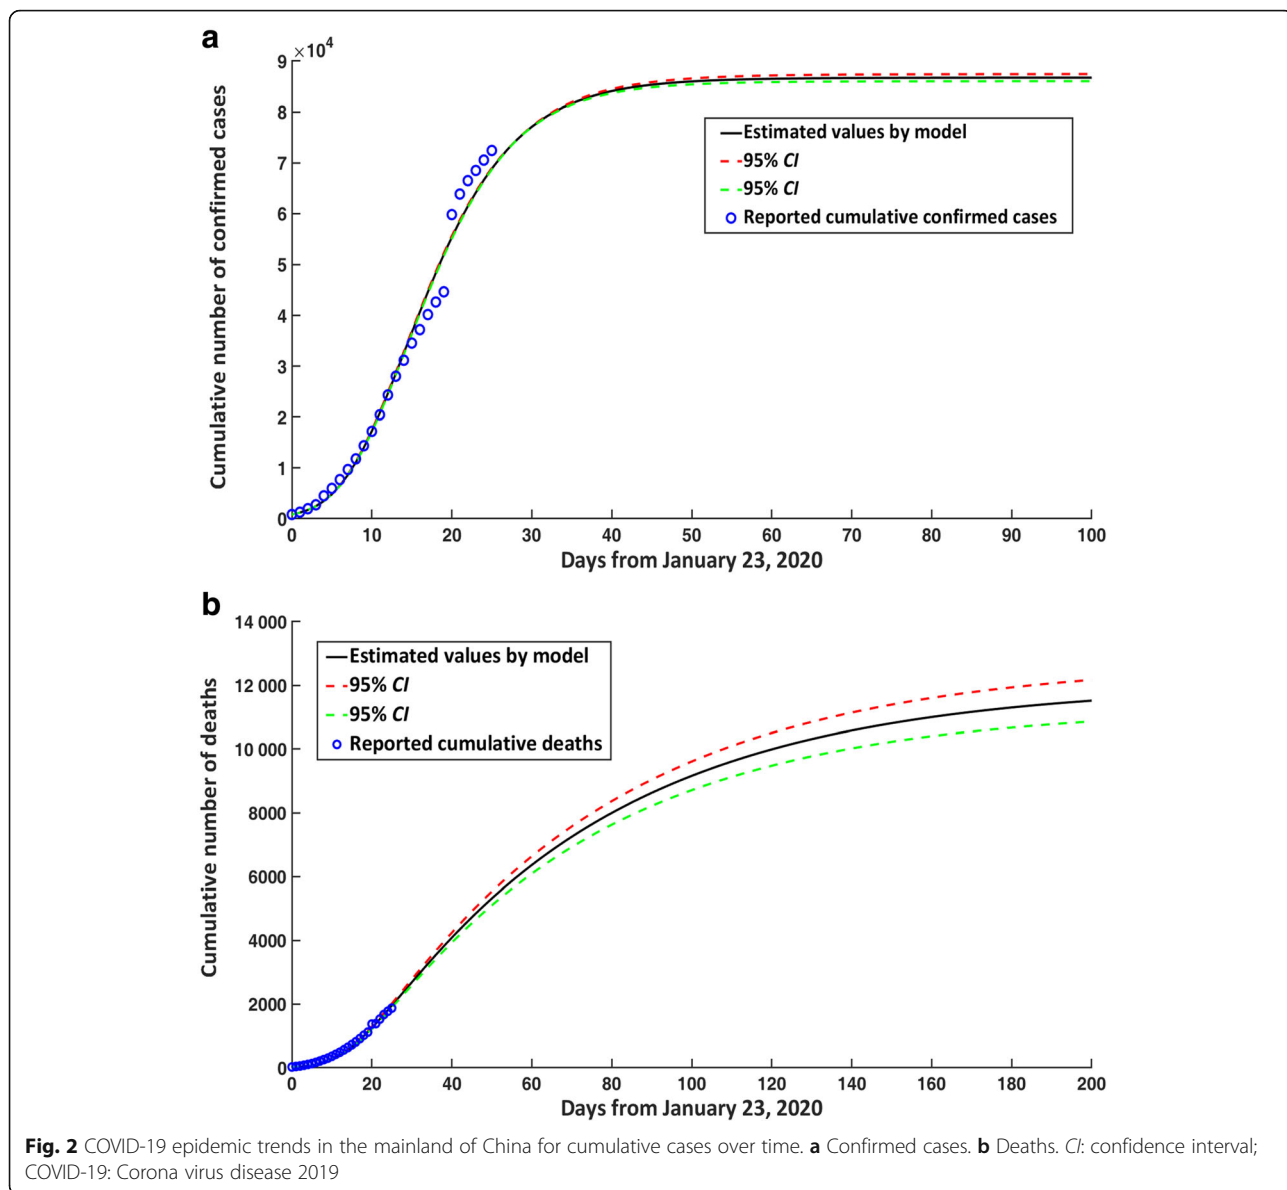 a
×10^4
9
8
7
6
5
4
3
2
1
0
Cumulative number of confirmed cases
Estimated values by model
95% CI
95% CI
Reported cumulative confirmed cases
0 10 20 30 40 50 60 70 80 90 100
Days from January 23, 2020
b
14 000
12 000
10 000
8000
6000
4000
2000
0
Cumulative number of deaths
Estimated values by model
95% CI
95% CI
Reported cumulative deaths
0 20 40 60 80 100 120 140 160 180 200
Days from January 23, 2020
Fig. 2 COVID-19 epidemic trends in the mainland of China for cumulative cases over time. a Confirmed cases. b Deaths. CI: confidence interval;
COVID-19: Corona virus disease 2019